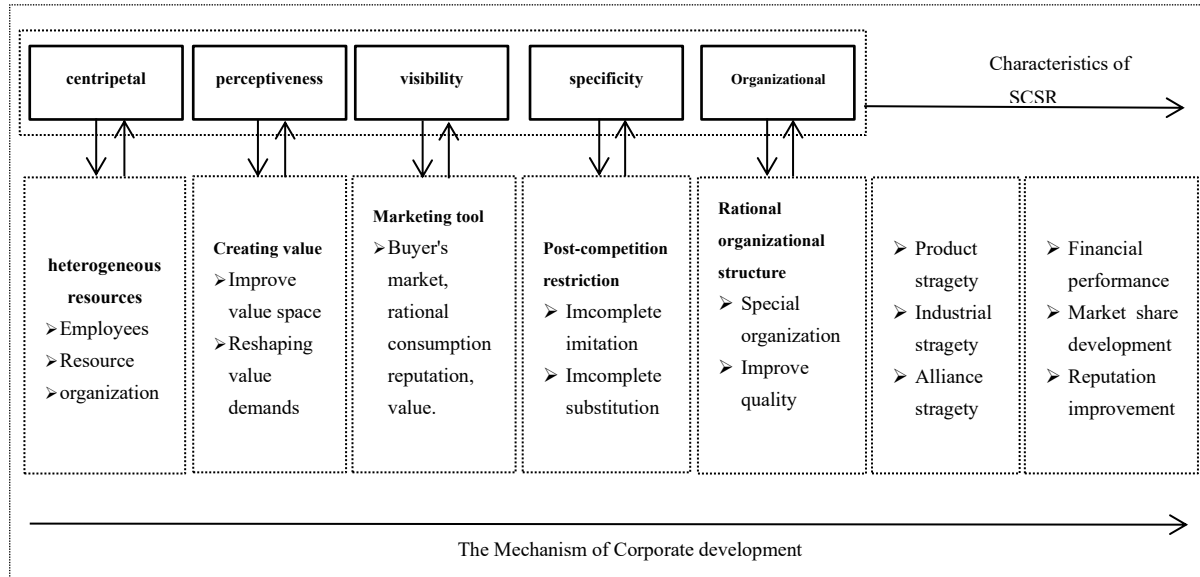 centripetal
perceptiveness
visibility
specificity
Organizational
Characteristics of
SCSR
heterogeneous
resources
➢Employees
➢Resource
➢organization
Creating value
➢Improve
value space
➢Reshaping
value
demands
Marketing tool
➢Buyer's
market,
rational
consumption
reputation,
value.
Post-competition
restriction
➢ Imcomplete
imitation
➢ Imcomplete
substitution
Rational
organizational
structure
➢ Special
organization
➢ Improve
quality
➢ Product
stragety
➢ Industrial
stragety
➢ Alliance
stragety
➢ Financial
performance
➢ Market share
development
➢ Reputation
improvement
The Mechanism of Corporate development